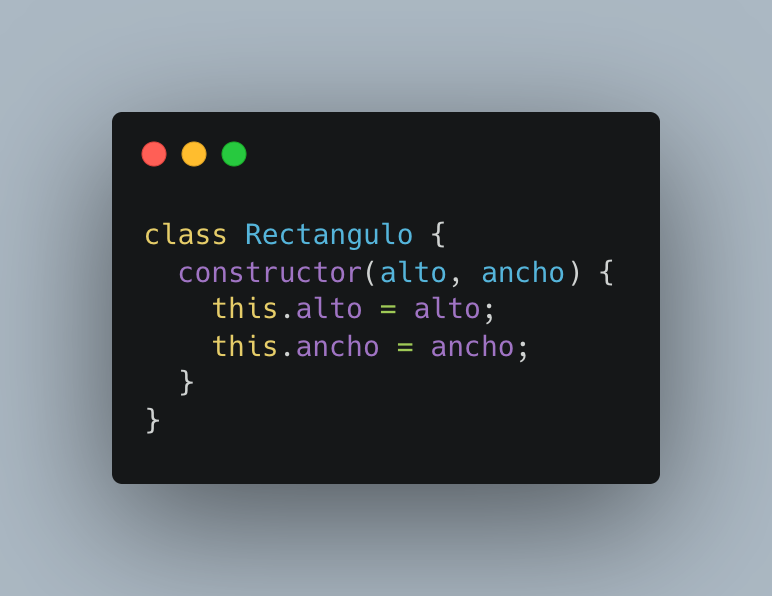 class Rectangulo {
  constructor(alto, ancho) {
    this.alto = alto;
    this.ancho = ancho;
  }
}